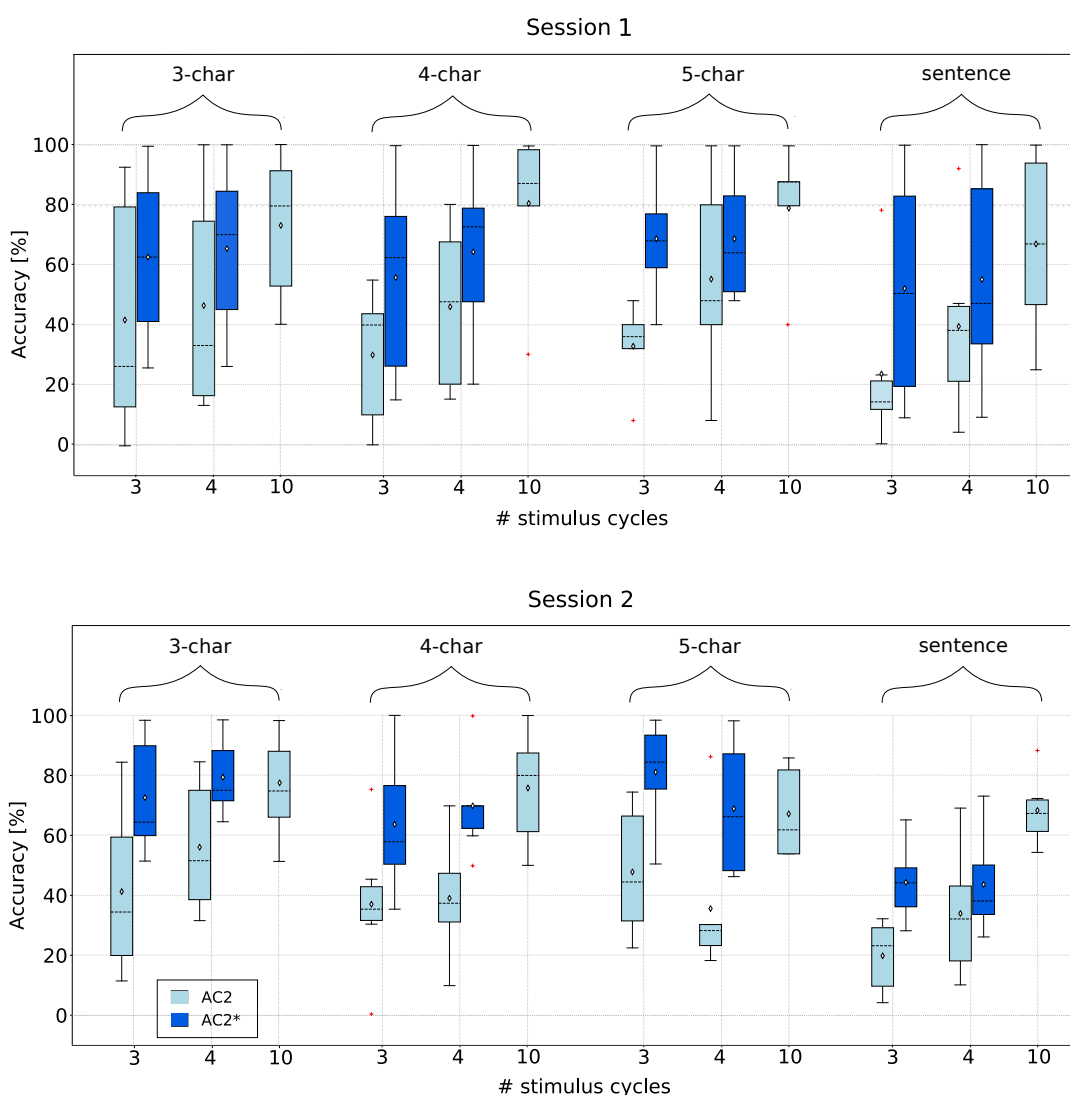 Session 1
3-char 4-char 5-char sentence
100
80
60
40
20
0
Accuracy [%]
3 4 10 3 4 10 3 4 10 3 4 10
# stimulus cycles
Session 2
3-char 4-char 5-char sentence
100
80
60
40
20
0
Accuracy [%]
AC2
AC2*
3 4 10 3 4 10 3 4 10 3 4 10
# stimulus cycles